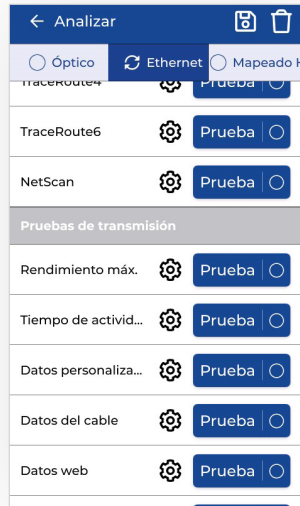 Analizar
Óptico Ethernet Mapeado H
TraceRoute4 Prueba
TraceRoute6 Prueba
NetScan Prueba
Pruebas de transmisión
Rendimiento máx. Prueba
Tiempo de activid... Prueba
Datos personaliza... Prueba
Datos del cable Prueba
Datos web Prueba